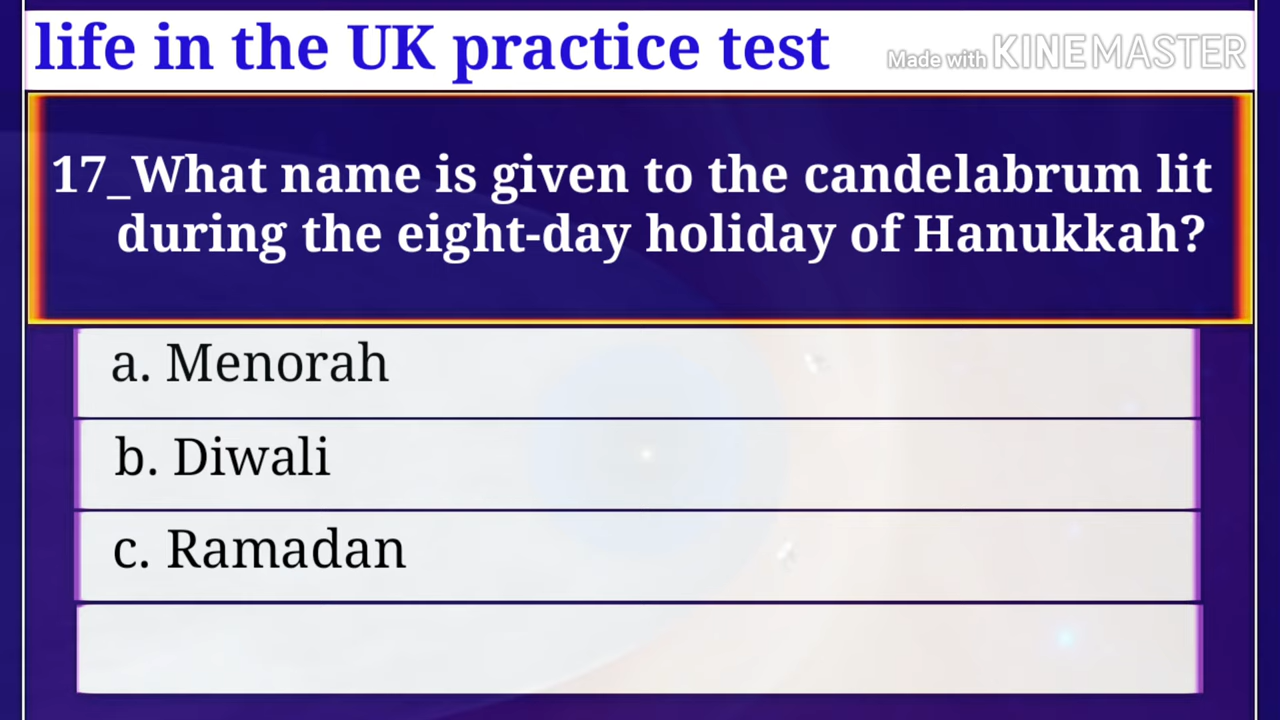 life in the UK practice test
Made with KINEMASTER
17_What name is given to the candelabrum lit
during the eight-day holiday of Hanukkah?
a. Menorah
b. Diwali
c. Ramadan